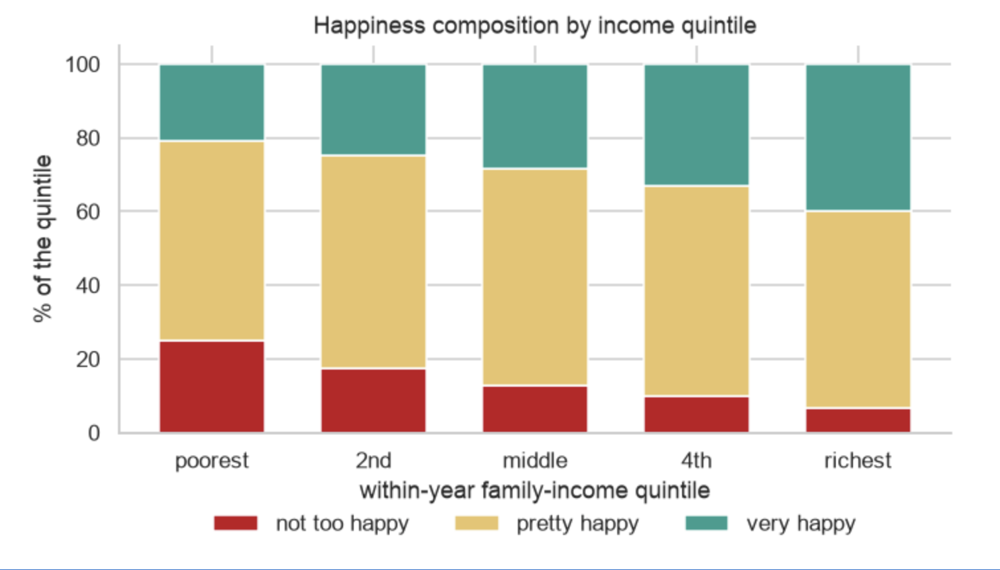 Happiness composition by income quintile
100
80
60
40
20
0
% of the quintile
poorest 2nd middle 4th richest
within-year family-income quintile
not too happy pretty happy very happy